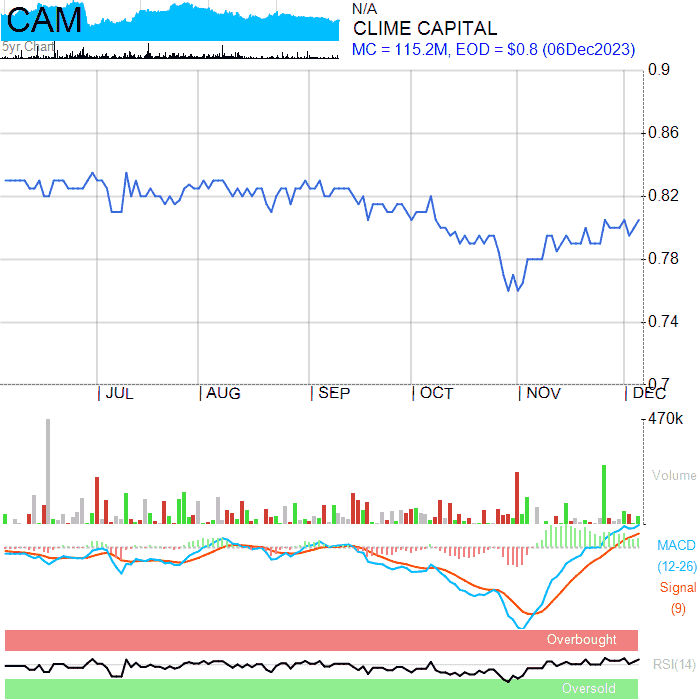 CAM
5yr Chart
N/A
CLIME CAPITAL
MC = 115.2M, EOD = $0.8 (06Dec2023)
0.9
0.86
0.82
0.78
0.74
0.7
JUL AUG SEP OCT NOV DEC
470k
Volume
MACD
(12-26)
Signal
(9)
Overbought
RSI(14)
Oversold